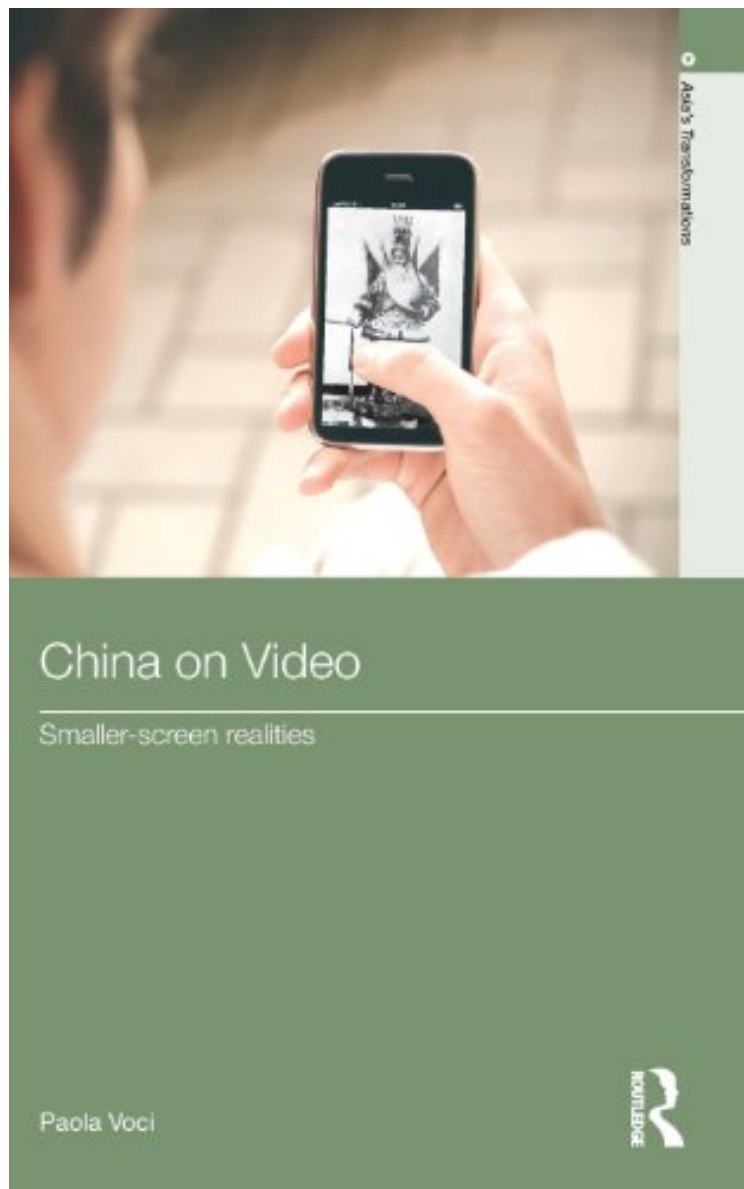 Asia's Transformations
China on Video
Smaller-screen realities
Paola Voci
ROUTLEDGE